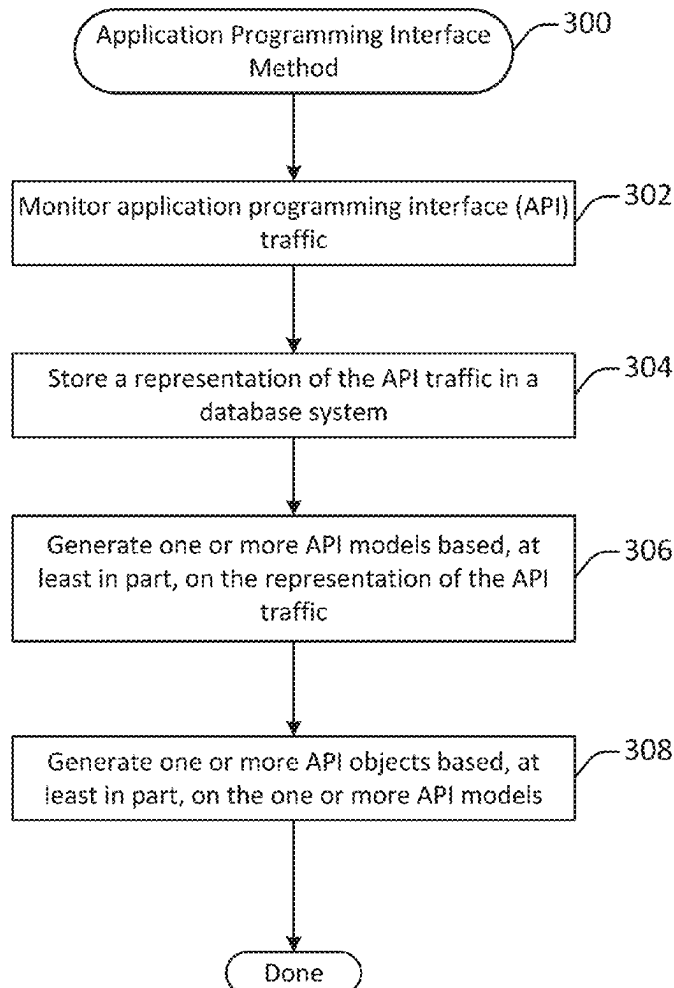 Application Programming Interface
Method
300
Monitor application programming interface (API)
traffic
302
Store a representation of the API traffic in a
database system
304
Generate one or more API models based, at
least in part, on the representation of the API
traffic
306
Generate one or more API objects based, at
least in part, on the one or more API models
308
Done